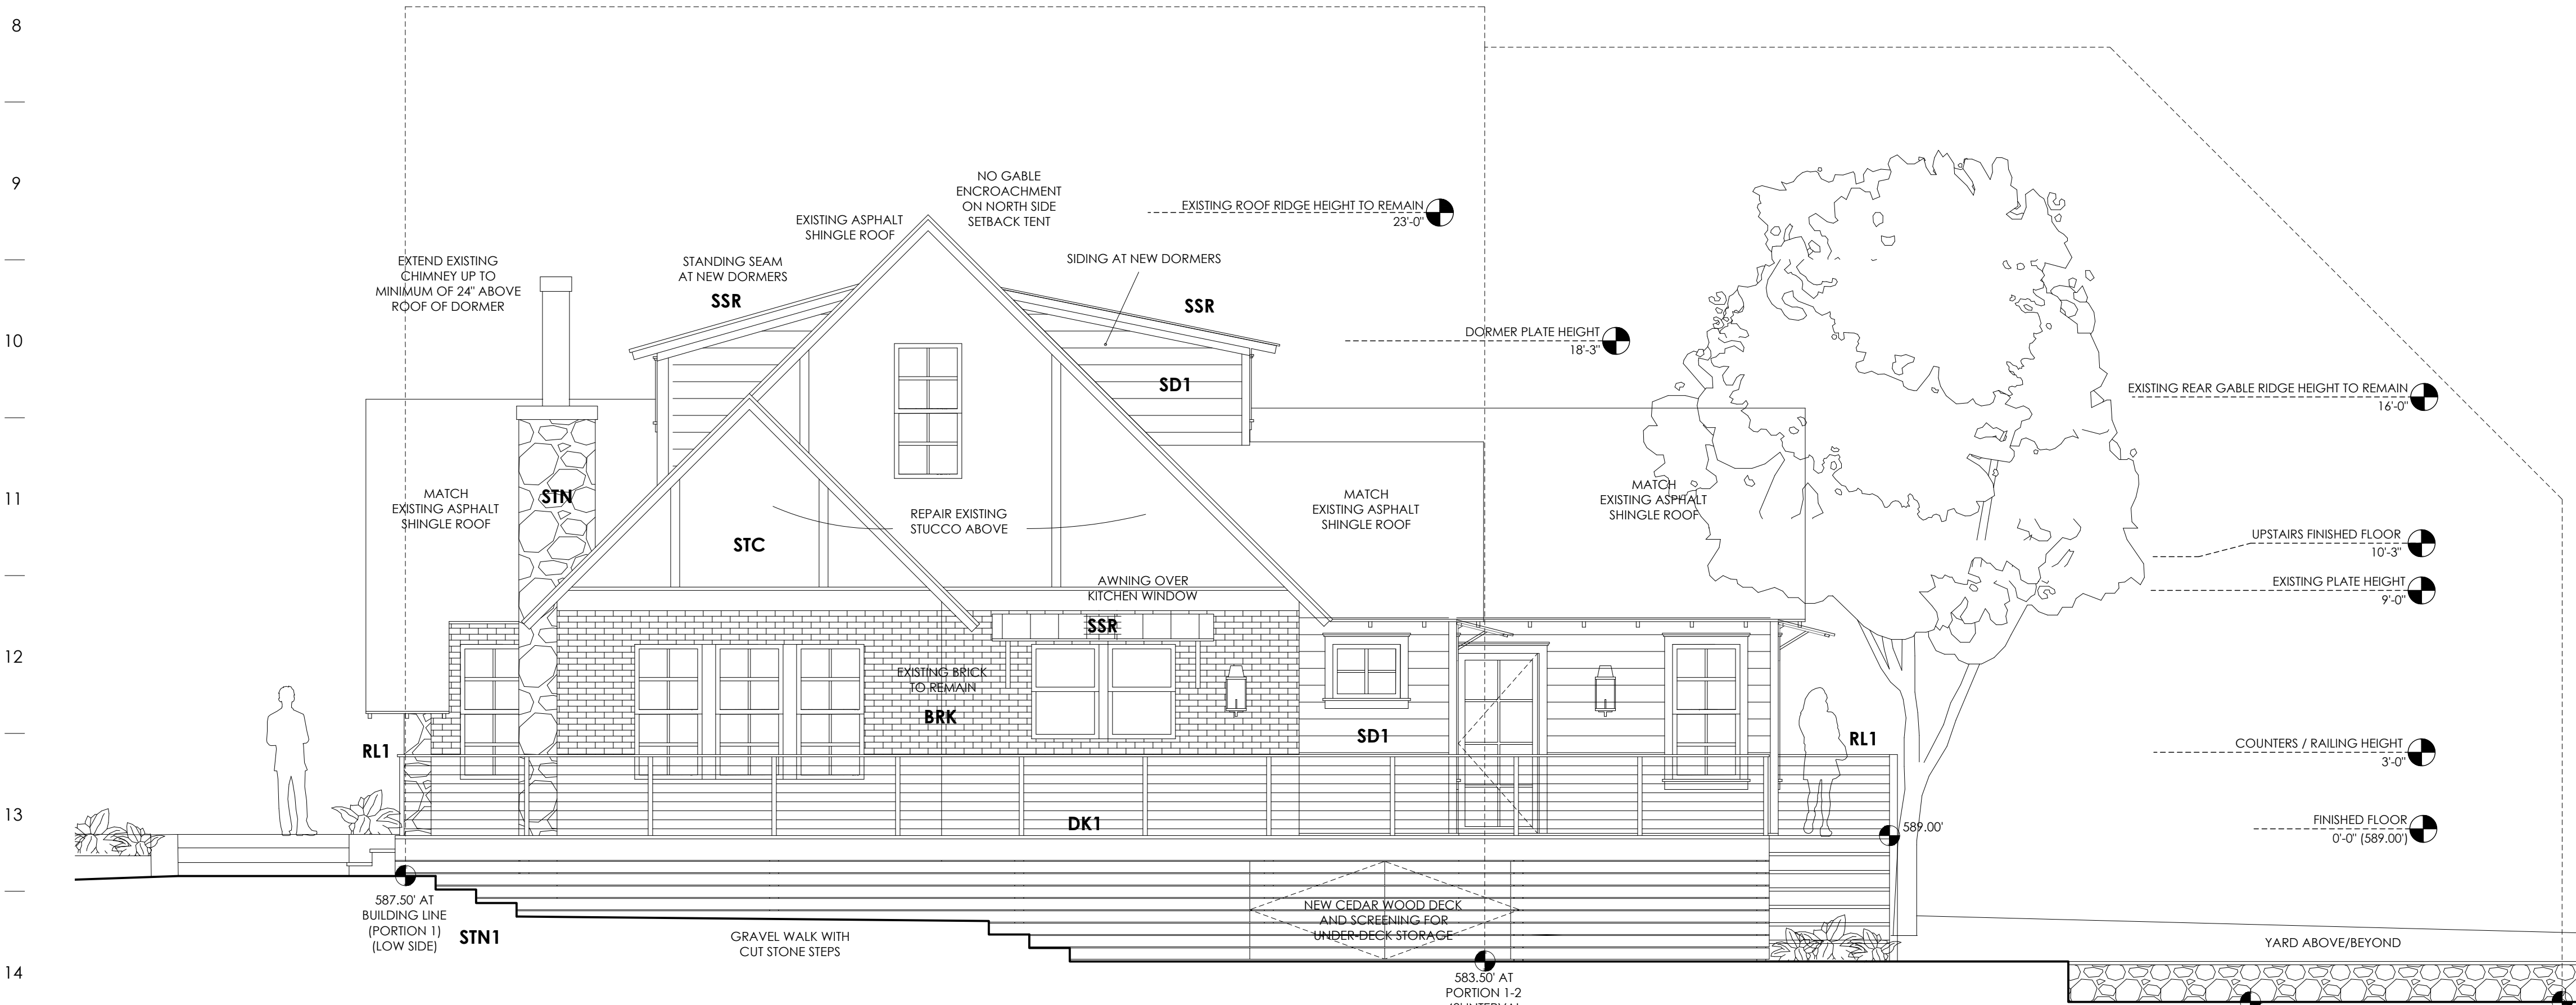 8
9
10
11
12
13
14
NO GABLE
ENCROACHMENT
ON NORTH SIDE
SETBACK TENT
EXISTING ROOF RIDGE HEIGHT TO REMAIN
23'-0"
EXISTING ASPHALT
SHINGLE ROOF
EXTEND EXISTING
CHIMNEY UP TO
MINIMUM OF 24" ABOVE
ROOF OF DORMER
STANDING SEAM
AT NEW DORMERS
SSR
SIDING AT NEW DORMERS
SSR
DORMER PLATE HEIGHT
18'-3"
SD1
EXISTING REAR GABLE RIDGE HEIGHT TO REMAIN
16'-0"
MATCH
EXISTING ASPHALT
SHINGLE ROOF
STN
REPAIR EXISTING
STUCCO ABOVE
STC
MATCH
EXISTING ASPHALT
SHINGLE ROOF
MATCH
EXISTING ASPHALT
SHINGLE ROOF
UPSTAIRS FINISHED FLOOR
10'-3"
AWNING OVER
KITCHEN WINDOW
SSR
EXISTING PLATE HEIGHT
9'-0"
EXISTING BRICK
TO REMAIN
BRK
RL1
SD1
RL1
COUNTERS / RAILING HEIGHT
3'-0"
DK1
589.00'
FINISHED FLOOR
0'-0" (589.00')
587.50' AT
BUILDING LINE
(PORTION 1)
(LOW SIDE)
STN1
GRAVEL WALK WITH
CUT STONE STEPS
NEW CEDAR WOOD DECK
AND SCREENING FOR
UNDER-DECK STORAGE
YARD ABOVE/BEYOND
583.50' AT
PORTION 1-2